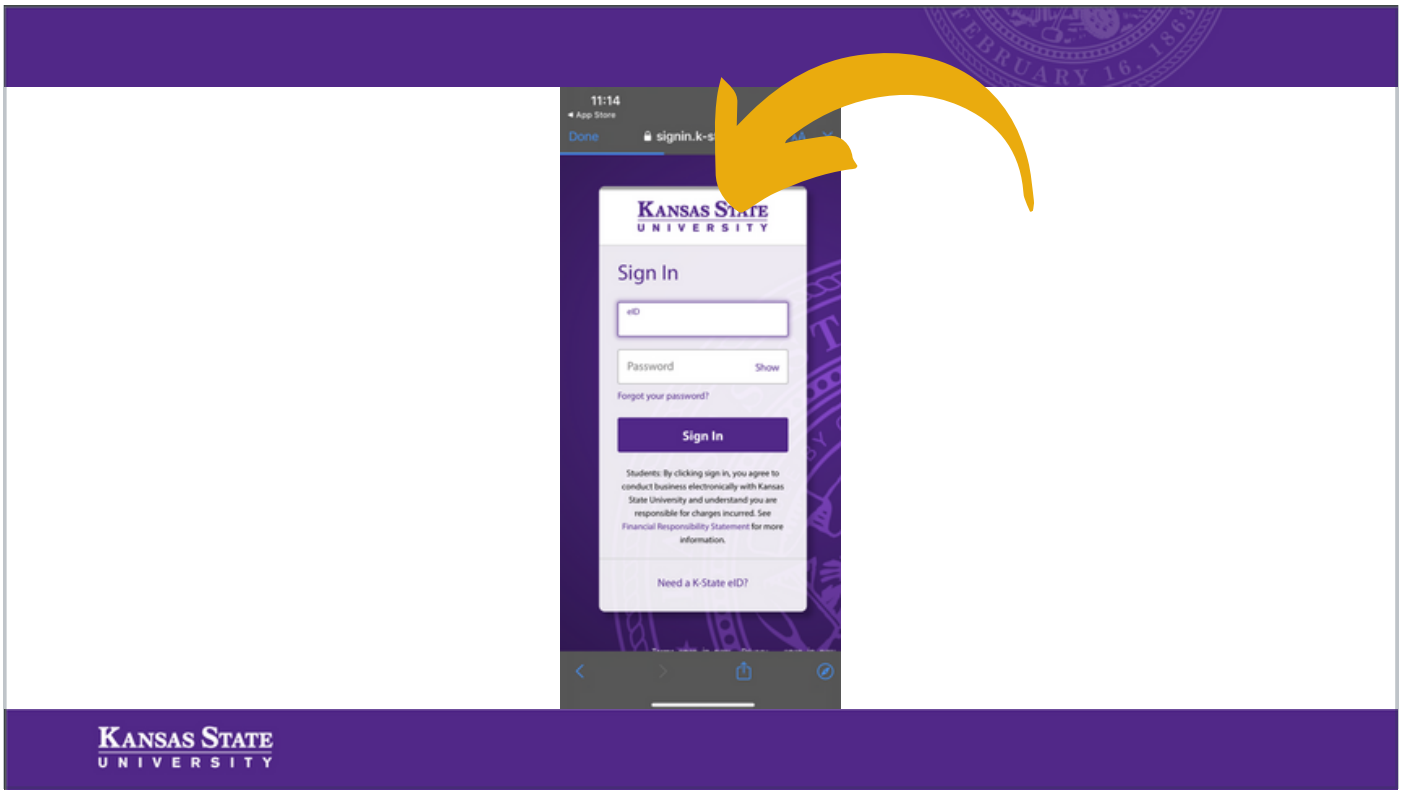 FEBRUARY 16, 1863
11:14
App Store
Done signin.k-s
KANSAS STATE
UNIVERSITY
Sign In
eID
Password Show
Forgot your password?
Sign In
Students: By clicking sign in, you agree to
conduct business electronically with Kansas
State University and understand you are
responsible for charges incurred. See
Financial Responsibility Statement for more
information.
Need a K-State eID?
KANSAS STATE
UNIVERSITY